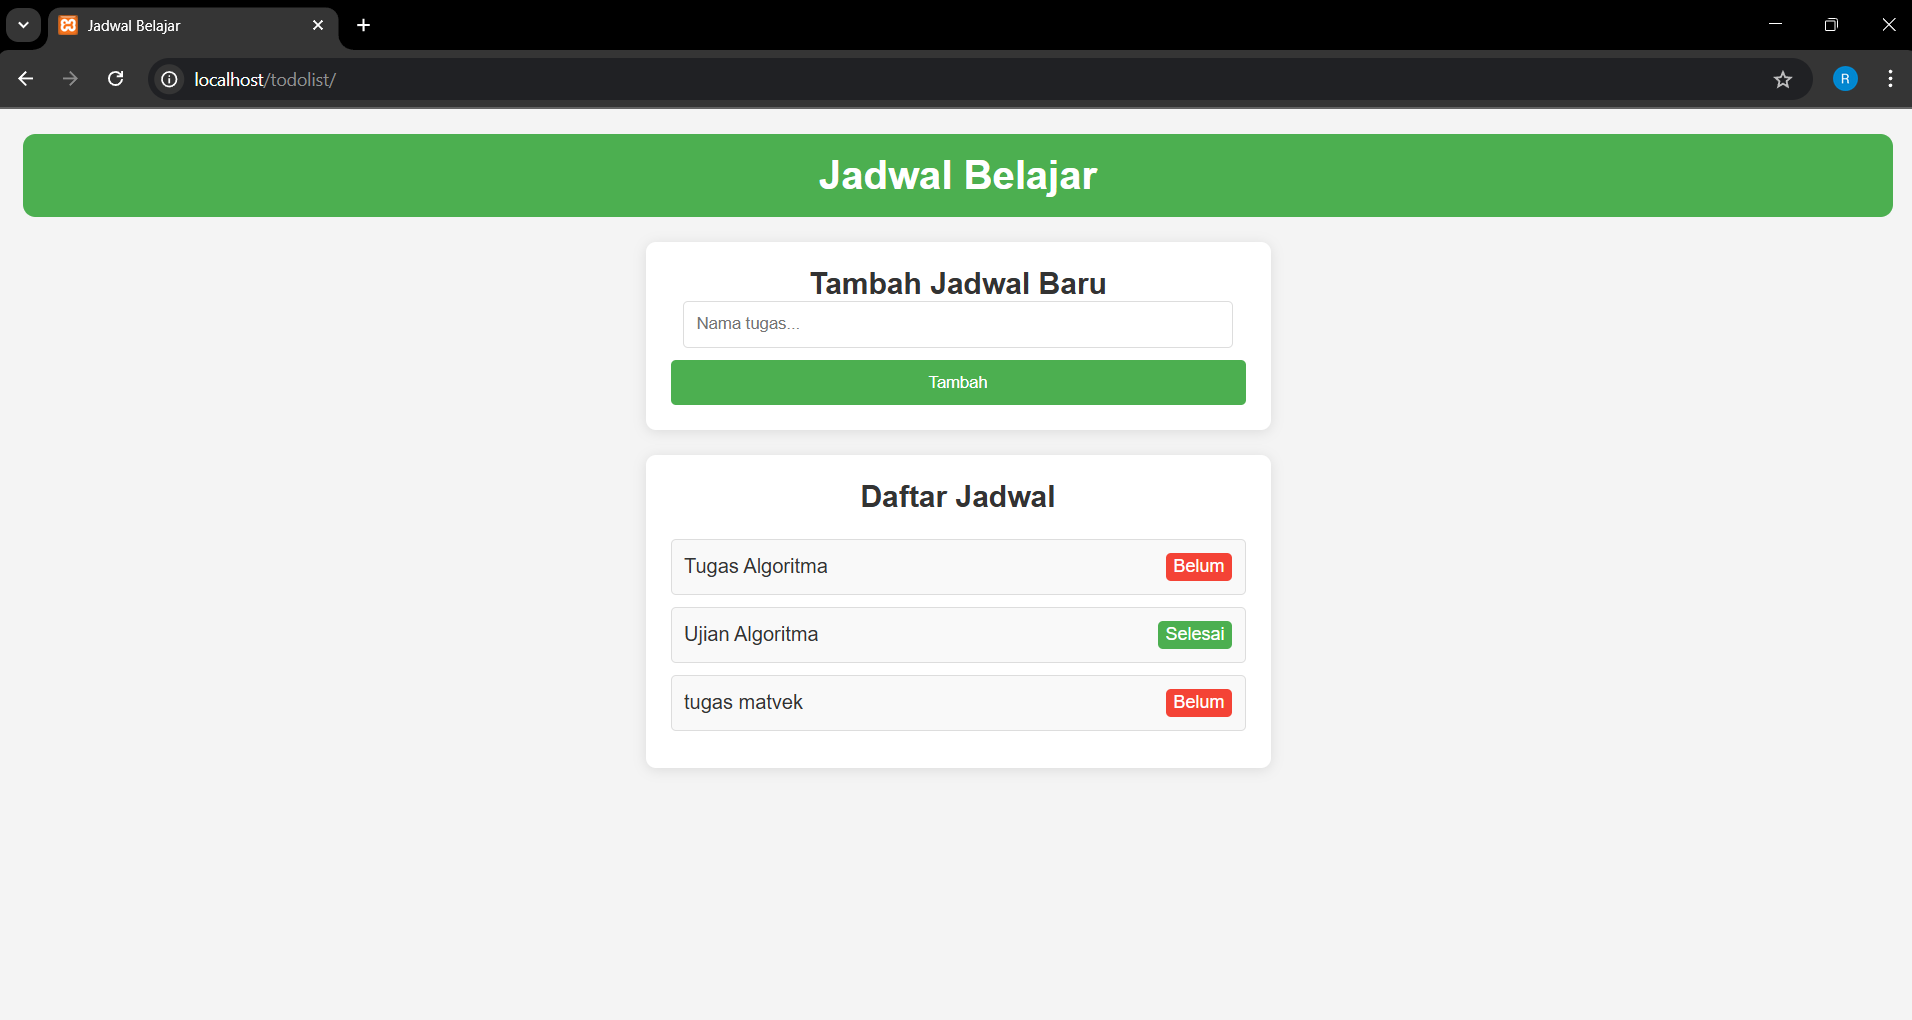 Jadwal Belajar
localhost/todolist/
R
Jadwal Belajar
Tambah Jadwal Baru
Nama tugas...
Tambah
Daftar Jadwal
Tugas Algoritma Belum
Ujian Algoritma Selesai
tugas matvek Belum